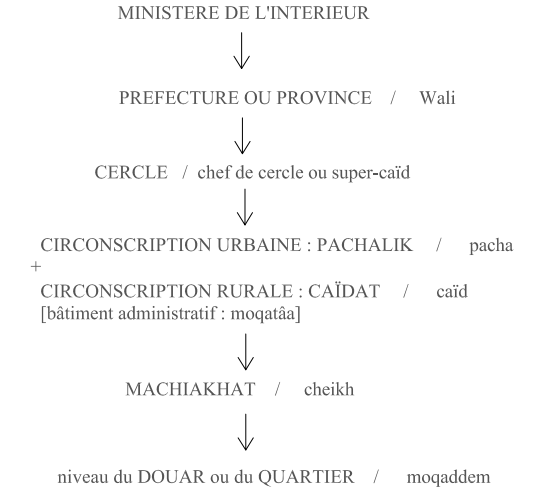 MINISTERE DE L'INTERIEUR
PREFECTURE OU PROVINCE / Wali
CERCLE / chef de cercle ou super-caïd
CIRCONSCRIPTION URBAINE : PACHALIK / pacha
+
CIRCONSCRIPTION RURALE : CAÏDAT / caïd
[bâtiment administratif : moqatâa]
MACHIAKHAT / cheikh
niveau du DOUAR ou du QUARTIER / moqaddem